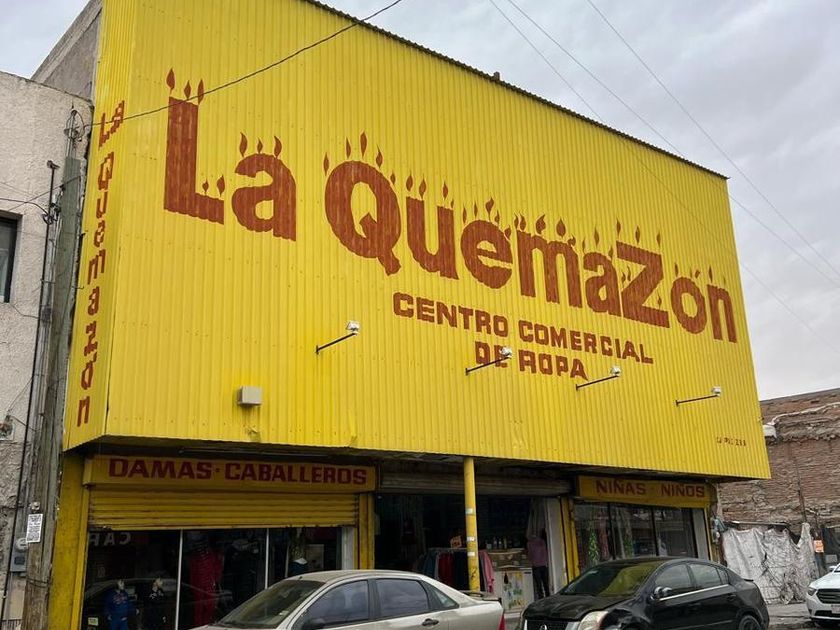 La Quemazon
La Quemazon
CENTRO COMERCIAL
DE ROPA
DAMAS · CABALLEROS
NIÑAS · NIÑOS